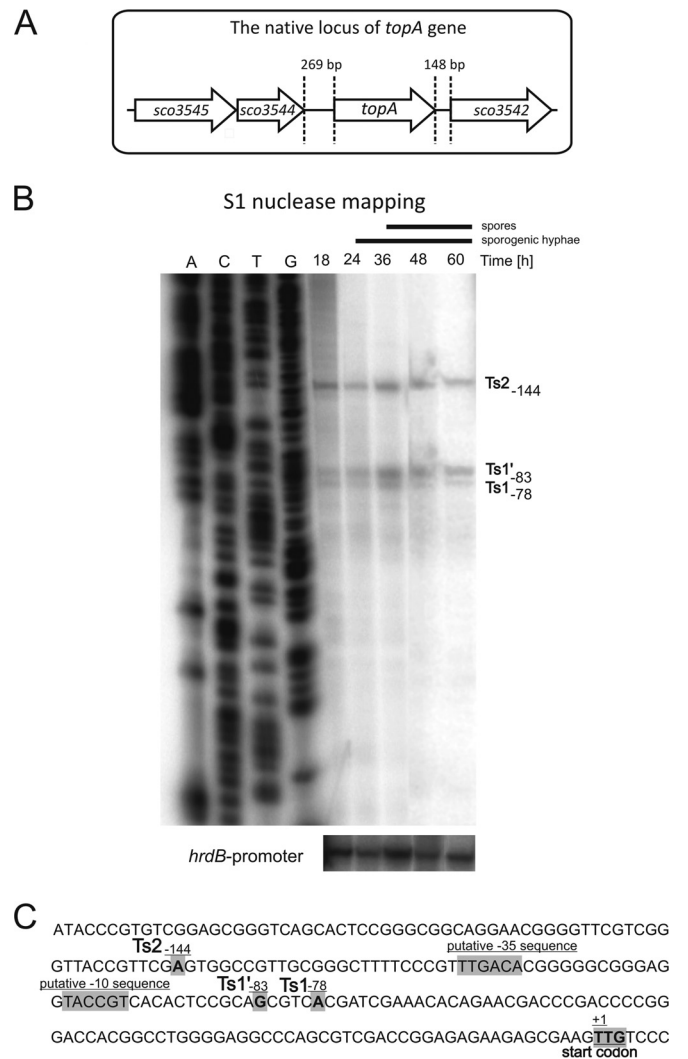 A
The native locus of topA gene
269 bp 148 bp
sco3545 sco3544 topA sco3542
B
S1 nuclease mapping
spores
sporogenic hyphae
A C T G 18 24 36 48 60 Time [h]
Ts2-144
Ts1'-83
Ts1-78
hrdB-promoter
C
ATACCCGTGTCGGAGCGGGTCAGCACTCCGGGCGGCAGGAACGGGGTTCGTCGG
Ts2-144 putative -35 sequence
GTTACCGTTCGAGTGGCCGTTGCGGGCTTTTCCCGTTTGACACGGGGGCGGGAG
putative -10 sequence Ts1'-83 Ts1-78
GTACCGTCACACTCCGCAGCGTCACGATCGAAACACAGAACGACCGACCCCGG
GACCACGGCCTGGGGAGGCCCAGCGTCGACCGGAGAGAAGAGCGAAGTTGTCCC
+1
start codon